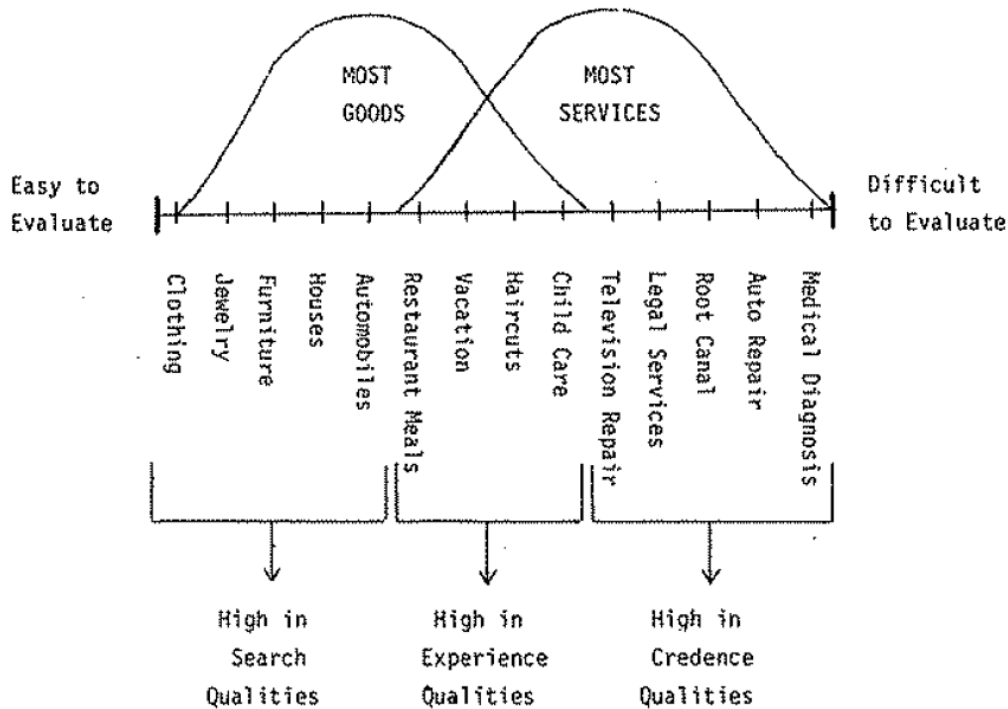 MOST
GOODS
MOST
SERVICES
Easy to
Evaluate
Difficult
to Evaluate
Clothing
Jewelry
Furniture
Houses
Automobiles
Restaurant Meals
Vacation
Haircuts
Child Care
Television Repair
Legal Services
Root Canal
Auto Repair
Medical Diagnosis
High in
Search
Qualities
High in
Experience
Qualities
High in
Credence
Qualities